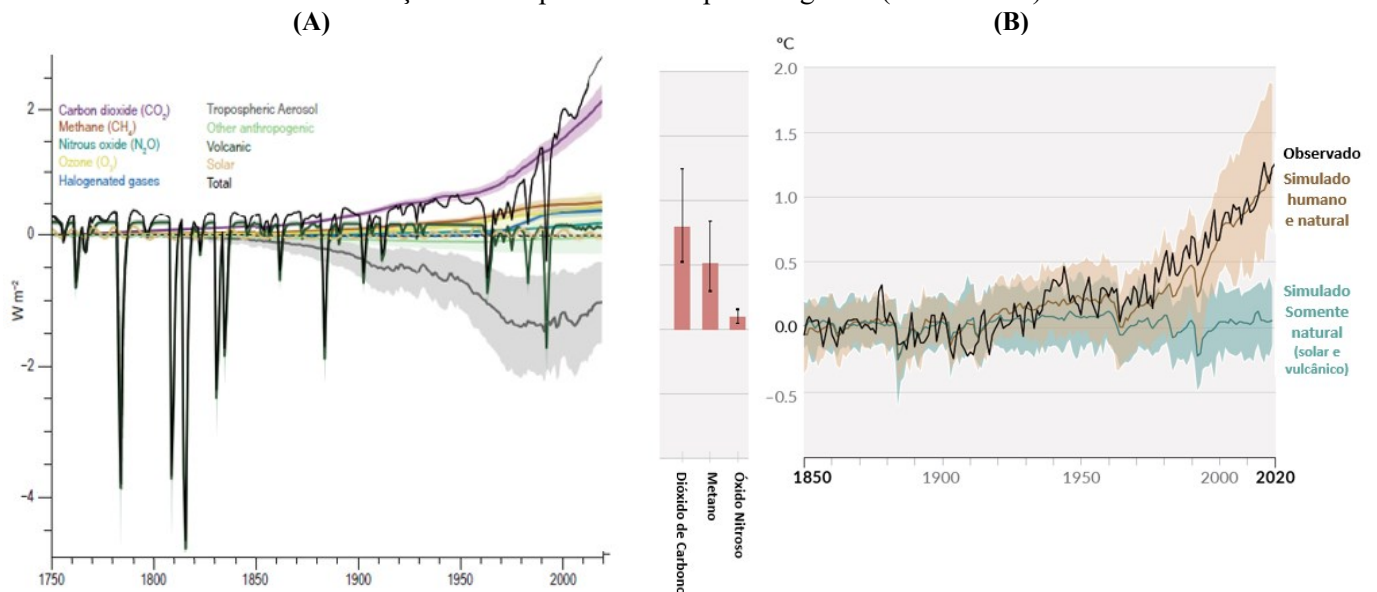 (A)
(B)
2
0
−2
−4
W m⁻²
Carbon dioxide (CO₂)
Methane (CH₄)
Nitrous oxide (N₂O)
Ozone (O₃)
Halogenated gases
Tropospheric Aerosol
Other anthropogenic
Volcanic
Solar
Total
1750
1800
1850
1900
1950
2000
Dióxido de Carbono
Metano
Óxido Nitroso
ºC
2.0
1.5
1.0
0.5
0.0
−0.5
1850
1900
1950
2000
2020
Observado
Simulado
humano
e natural
Simulado
Somente
natural
(solar e
vulcânico)